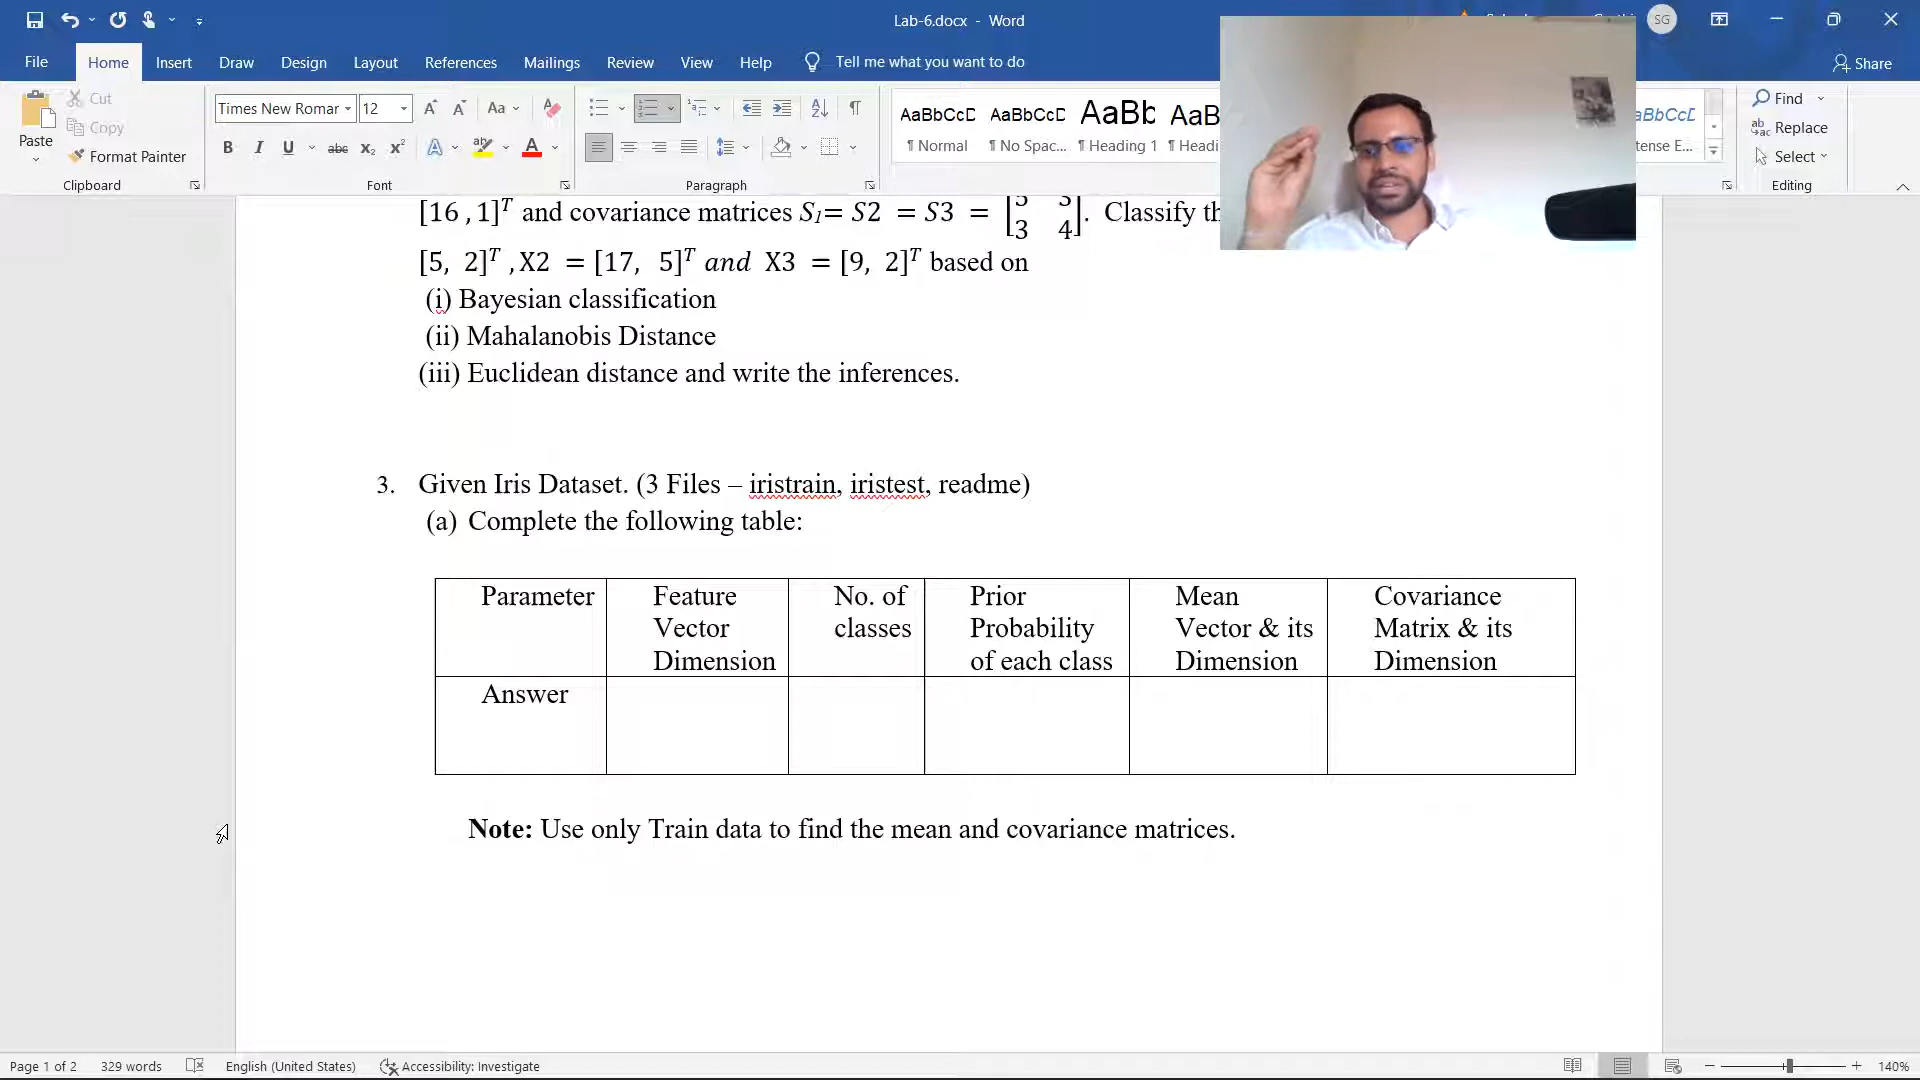 Lab-6.docx - Word
SG
File Home Insert Draw Design Layout References Mailings Review View Help Tell me what you want to do Share
Paste Cut Copy Format Painter Clipboard
Times New Romar 12 Font
Paragraph
AaBbCcD ¶ Normal AaBbCcD ¶ No Spac... AaBb ¶ Heading 1
Find Replace Select Editing
[16 ,1]ᵀ and covariance matrices S₁= S2 = S3 = [5 3; 3 4]. Classify
[5, 2]ᵀ ,X2 = [17, 5]ᵀ and X3 = [9, 2]ᵀ based on
(i) Bayesian classification
(ii) Mahalanobis Distance
(iii) Euclidean distance and write the inferences.
3. Given Iris Dataset. (3 Files – iristrain, iristest, readme)
(a) Complete the following table:
Parameter Feature Vector Dimension No. of classes Prior Probability of each class Mean Vector & its Dimension Covariance Matrix & its Dimension
Answer
Note: Use only Train data to find the mean and covariance matrices.
Page 1 of 2 329 words English (United States) Accessibility: Investigate 140%